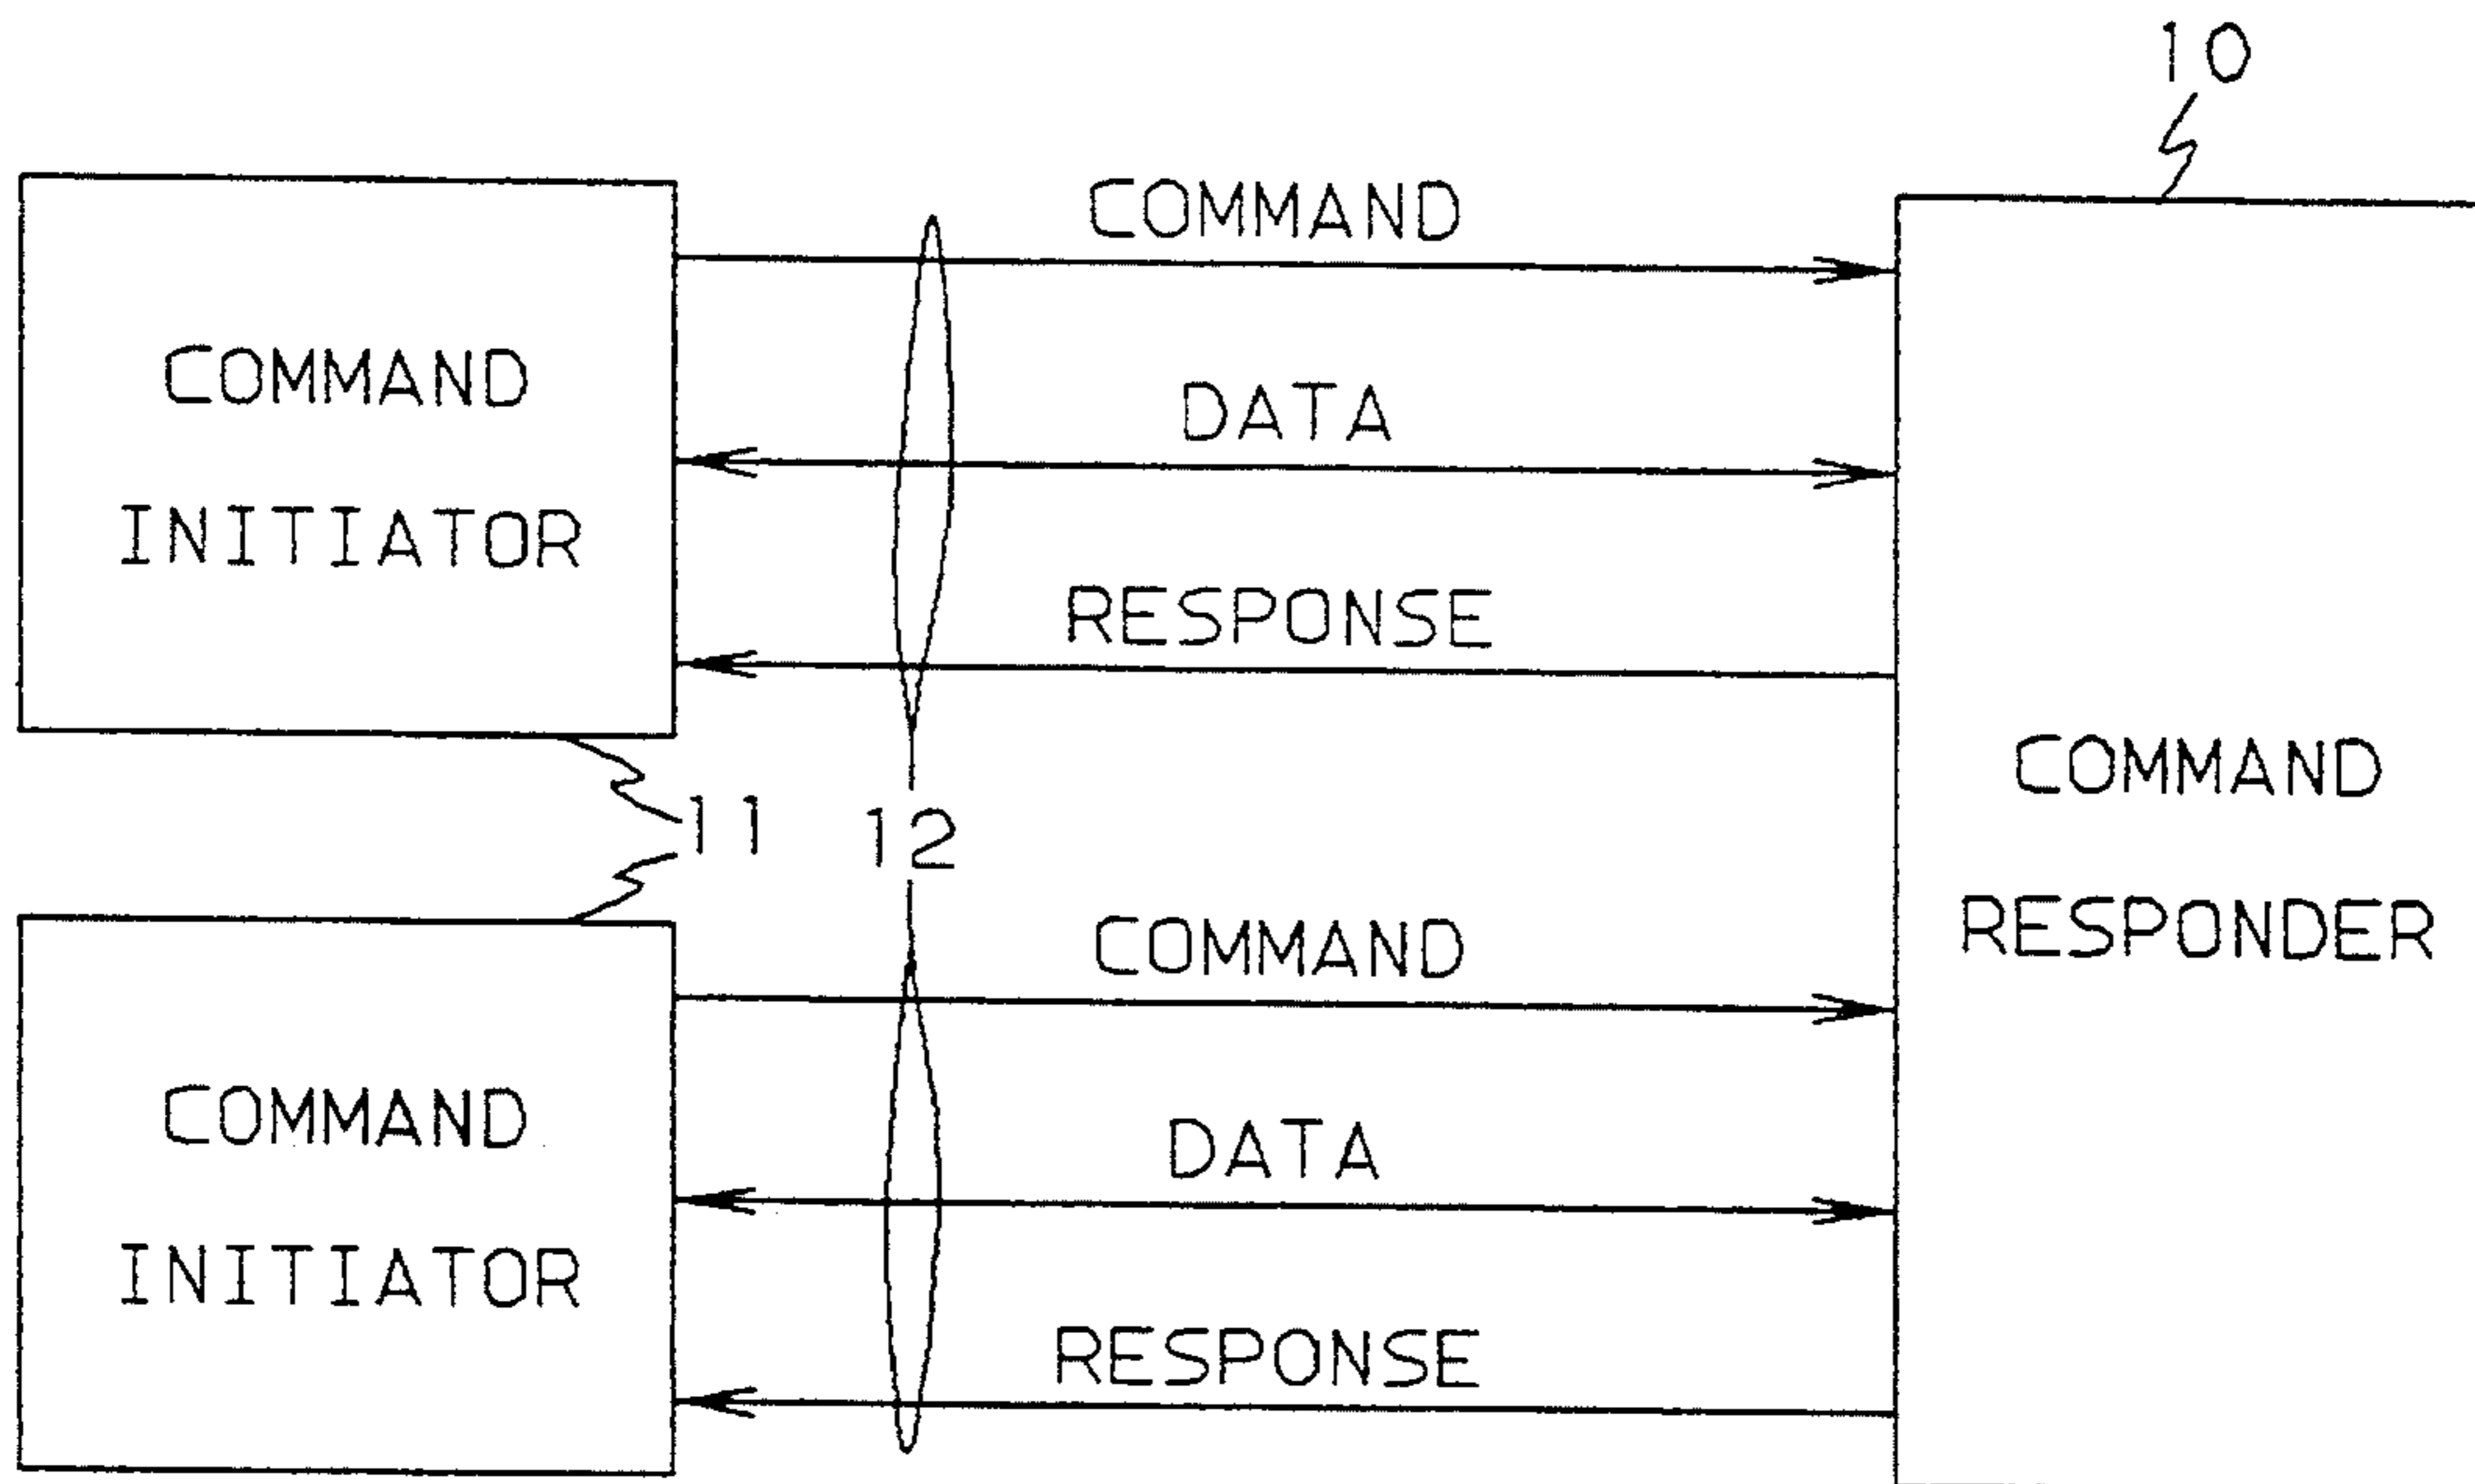 10
COMMAND
COMMAND
INITIATOR
DATA
RESPONSE
COMMAND
RESPONDER
11
12
COMMAND
COMMAND
INITIATOR
DATA
RESPONSE